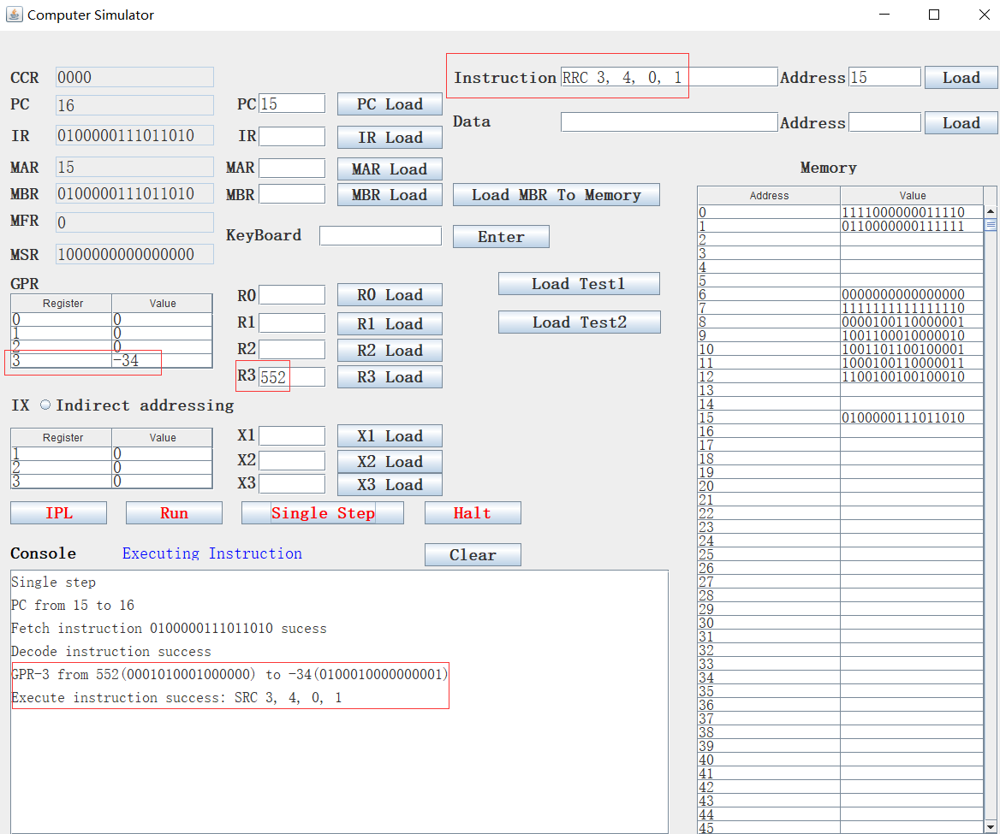 Computer Simulator
CCR 0000
Instruction RRC 3, 4, 0, 1 Address 15 Load
PC 16 PC 15 PC Load
Data Address Load
IR 0100000111011010 IR IR Load
MAR 15 MAR MAR Load
MBR 0100000111011010 MBR MBR Load Load MBR To Memory
MFR 0
KeyBoard Enter
MSR 1000000000000000
GPR
Register Value
0 0
1 0
2 0
3 -34
R0 R0 Load
R1 R1 Load
R2 R2 Load
R3 552 R3 Load
Load Test1
Load Test2
IX Indirect addressing
Register Value
1 0
2 0
3 0
X1 X1 Load
X2 X2 Load
X3 X3 Load
IPL Run Single Step Halt
Console Executing Instruction Clear
Single step
PC from 15 to 16
Fetch instruction 0100000111011010 sucess
Decode instruction success
GPR-3 from 552(0001010001000000) to -34(0100010000000001)
Execute instruction success: SRC 3, 4, 0, 1
Memory
Address Value
0 1111000000011110
1 0110000000111111
2
3
4
5
6 0000000000000000
7 1111111111111110
8 0000100110000001
9 1001100010000010
10 1001101100100001
11 1000100110000011
12 1100100100100010
13
14
15 0100000111011010
16
17
18
19
20
21
22
23
24
25
26
27
28
29
30
31
32
33
34
35
36
37
38
39
40
41
42
43
44
45